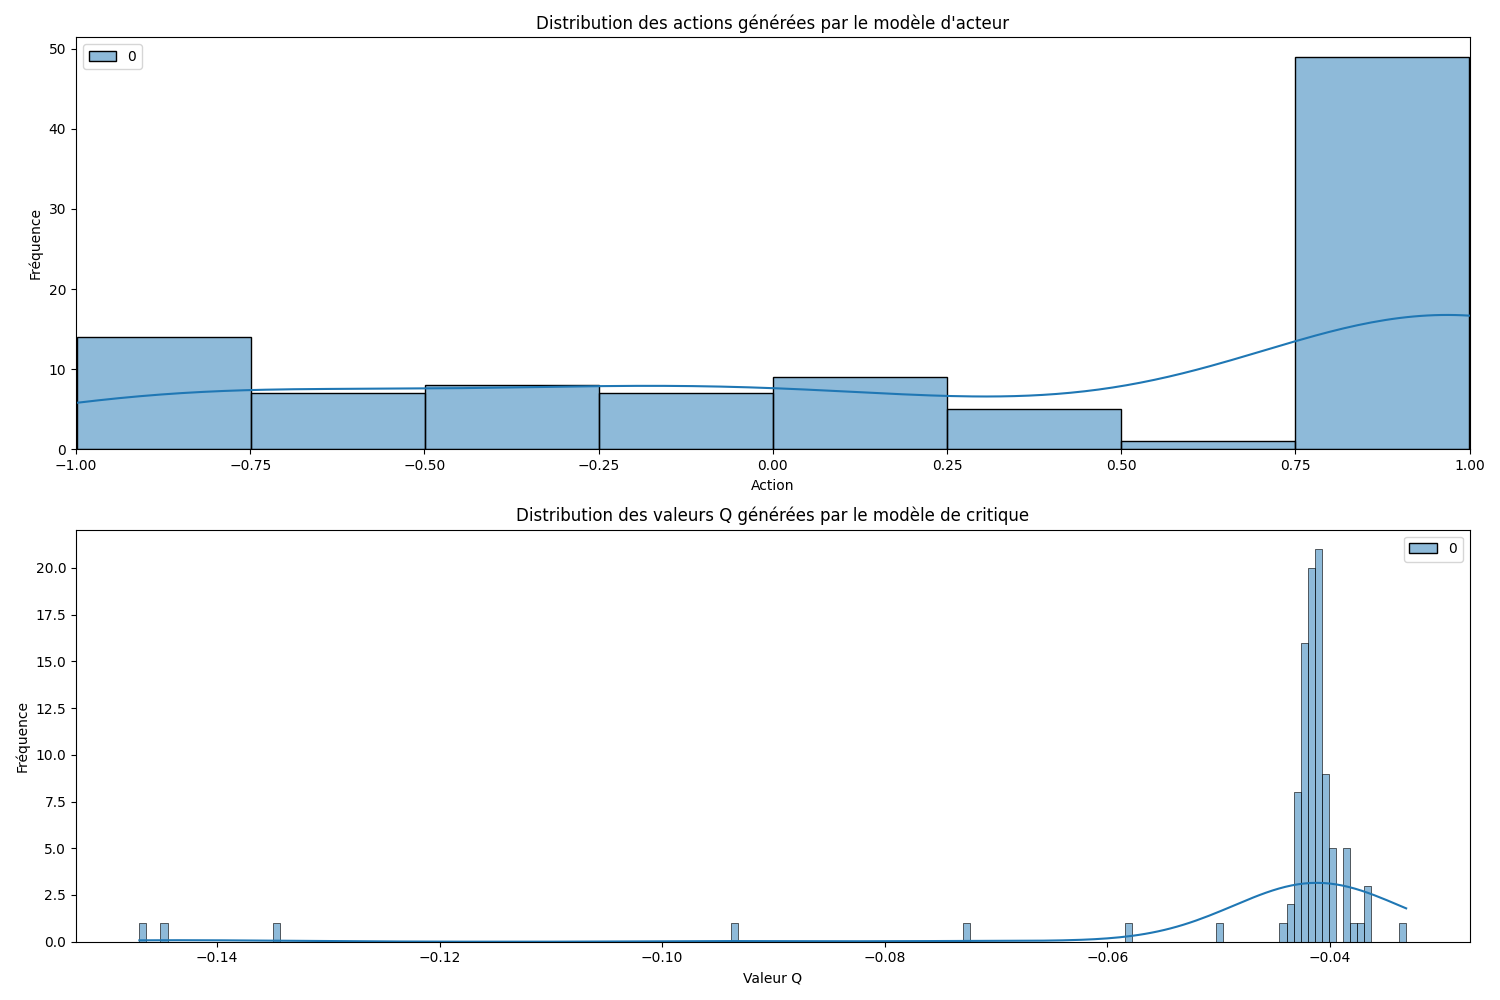 Distribution des actions générées par le modèle d'acteur
0
50
40
30
20
10
0
Fréquence
−1.00 −0.75 −0.50 −0.25 0.00 0.25 0.50 0.75 1.00
Action
Distribution des valeurs Q générées par le modèle de critique
0
20.0
17.5
15.0
12.5
10.0
7.5
5.0
2.5
0.0
Fréquence
−0.14 −0.12 −0.10 −0.08 −0.06 −0.04
Valeur Q